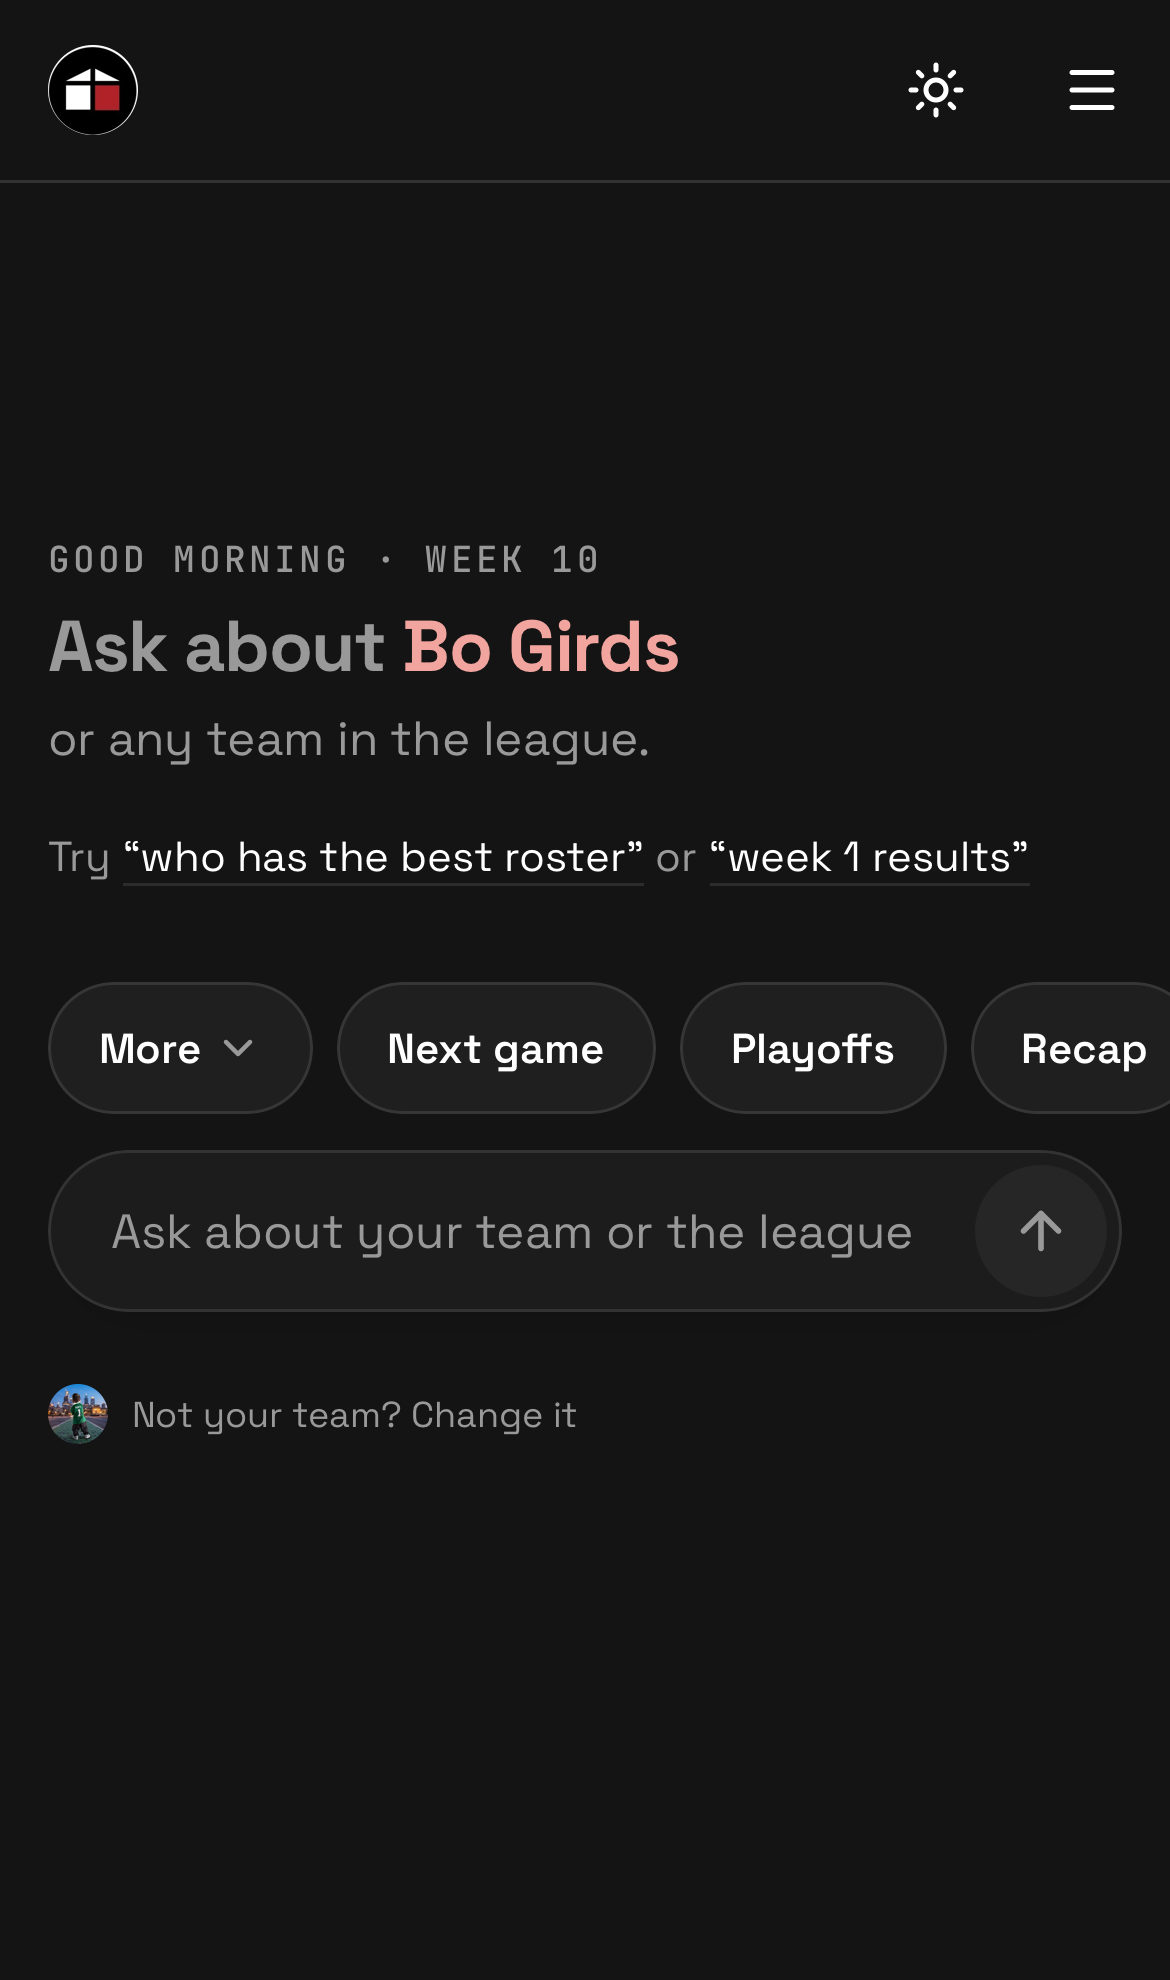 GOOD MORNING · WEEK 10
Ask about Bo Girds
or any team in the league.
Try “who has the best roster” or “week 1 results”
More
Next game
Playoffs
Recap
Ask about your team or the league
Not your team? Change it